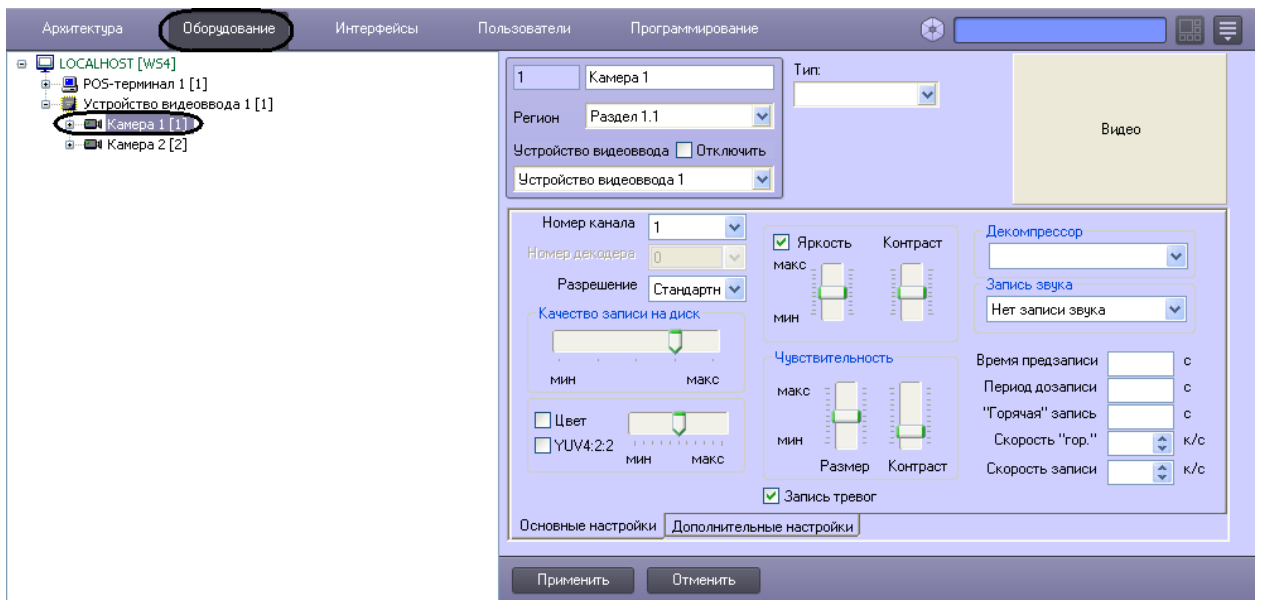 Архитектура Оборудование Интерфейсы Пользователи Программирование
LOCALHOST [WS4]
POS-терминал 1 [1]
Устройство видеоввода 1 [1]
Камера 1 [1]
Камера 2 [2]
1 Камера 1
Регион Раздел 1.1
Устройство видеоввода Отключить
Устройство видеоввода 1
Тип:
Видео
Номер канала 1
Номер декодера 0
Разрешение Стандартн
Качество записи на диск
мин макс
Цвет
YUV4:2:2
мин макс
Яркость Контраст
макс
мин
Чувствительность
макс
мин
Размер Контраст
Запись тревог
Декомпрессор
Запись звука
Нет записи звука
Время предзаписи с
Период дозаписи с
"Горячая" запись с
Скорость "гор." к/с
Скорость записи к/с
Основные настройки Дополнительные настройки
Применить Отменить